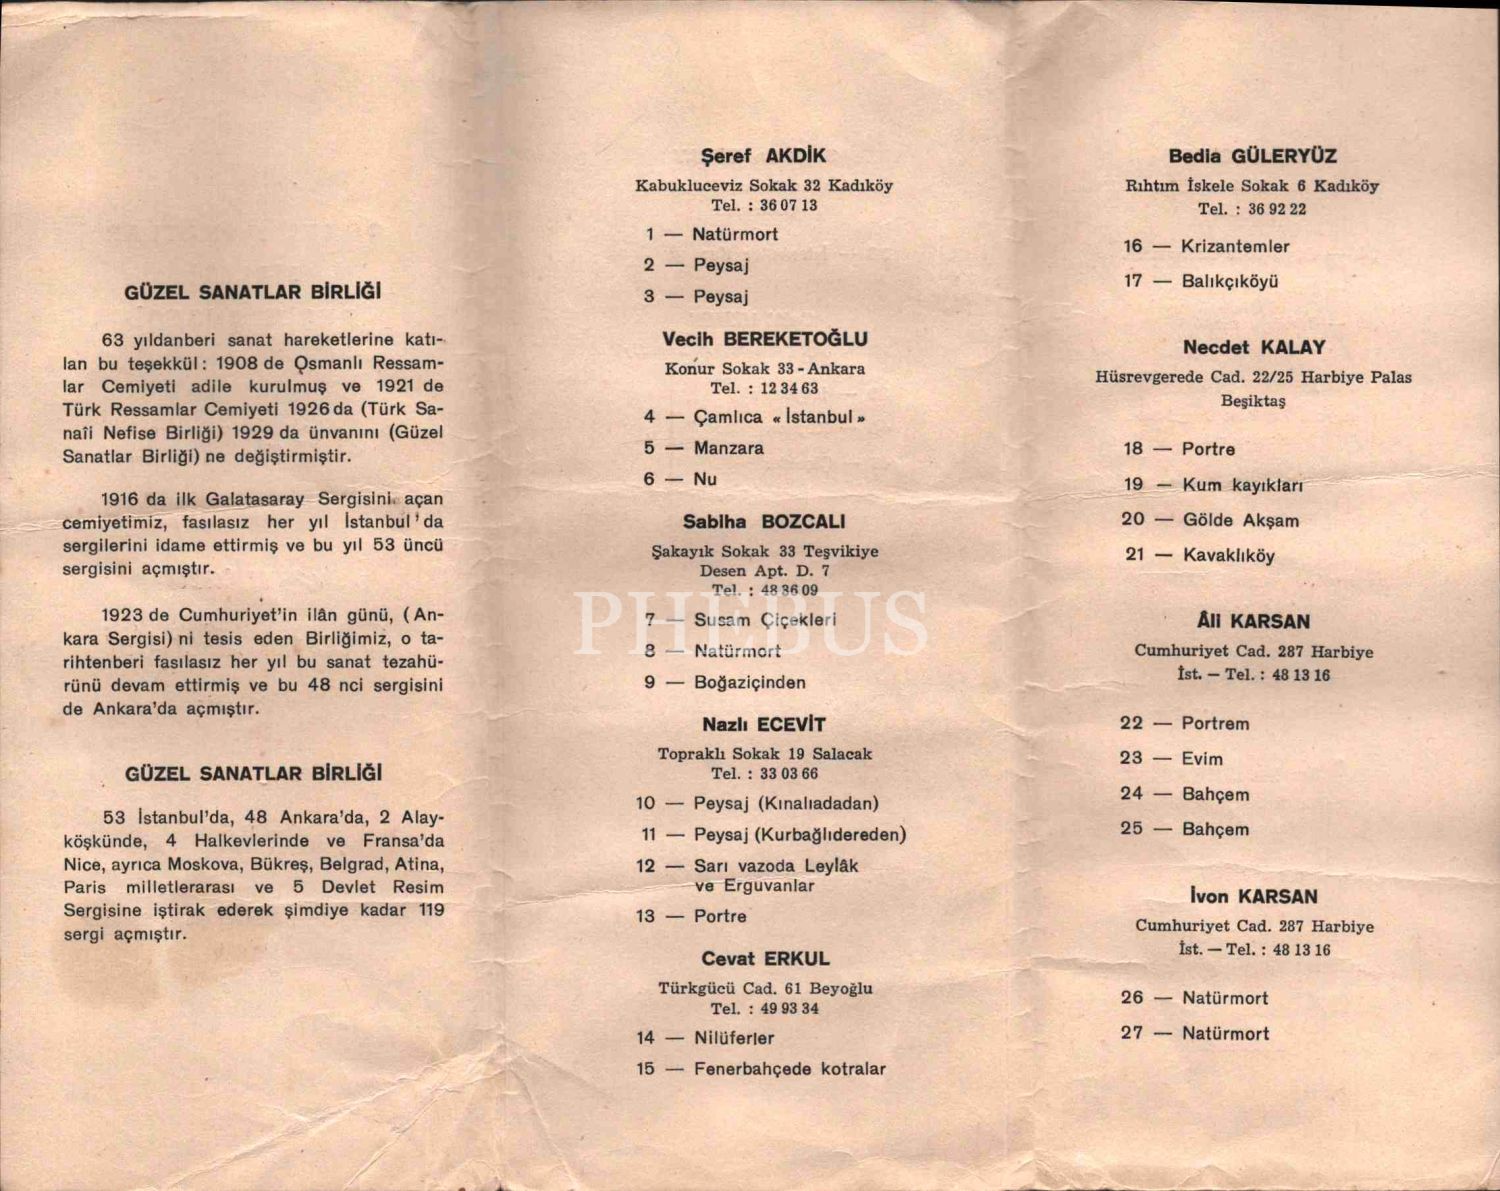 GÜZEL SANATLAR BİRLİĞİ
63 yıldanberi sanat hareketlerine katı-
lan bu teşekkül : 1908 de Osmanlı Ressam-
lar Cemiyeti adile kurulmuş ve 1921 de
Türk Ressamlar Cemiyeti 1926 da (Türk Sa-
naîi Nefise Birliği) 1929 da ünvanını (Güzel
Sanatlar Birliği) ne değiştirmiştir.
1916 da ilk Galatasaray Sergisini açan
cemiyetimiz, fasılasız her yıl İstanbul'da
sergilerini idame ettirmiş ve bu yıl 53 üncü
sergisini açmıştır.
1923 de Cumhuriyet'in ilân günü, (An-
kara Sergisi) ni tesis eden Birliğimiz, o ta-
rihtenberi fasılasız her yıl bu sanat tezahü-
rünü devam ettirmiş ve bu 48 nci sergisini
de Ankara'da açmıştır.
GÜZEL SANATLAR BİRLİĞİ
53 İstanbul'da, 48 Ankara'da, 2 Alay-
köşkünde, 4 Halkevlerinde ve Fransa'da
Nice, ayrıca Moskova, Bükreş, Belgrad, Atina,
Paris milletlerarası ve 5 Devlet Resim
Sergisine iştirak ederek şimdiye kadar 119
sergi açmıştır.
Şeref AKDİK
Kabukluceviz Sokak 32 Kadıköy
Tel. : 36 07 13
1 — Natürmort
2 — Peysaj
3 — Peysaj
Vecih BEREKETOĞLU
Konur Sokak 33 - Ankara
Tel. : 12 34 63
4 — Çamlıca « İstanbul »
5 — Manzara
6 — Nu
Sabiha BOZCALI
Şakayık Sokak 33 Teşvikiye
Desen Apt. D. 7
Tel. : 48 36 09
7 — Susam Çiçekleri
8 — Natürmort
9 — Boğaziçinden
Nazlı ECEVİT
Topraklı Sokak 19 Salacak
Tel. : 33 03 66
10 — Peysaj (Kınalıadadan)
11 — Peysaj (Kurbağlıdereden)
12 — Sarı vazoda Leylâk
ve Erguvanlar
13 — Portre
Cevat ERKUL
Türkgücü Cad. 61 Beyoğlu
Tel. : 49 93 34
14 — Nilüferler
15 — Fenerbahçede kotralar
Bedia GÜLERYÜZ
Rıhtım İskele Sokak 6 Kadıköy
Tel. : 36 92 22
16 — Krizantemler
17 — Balıkçıköyü
Necdet KALAY
Hüsrevgerede Cad. 22/25 Harbiye Palas
Beşiktaş
18 — Portre
19 — Kum kayıkları
20 — Gölde Akşam
21 — Kavaklıköy
Âli KARSAN
Cumhuriyet Cad. 287 Harbiye
İst. — Tel. : 48 13 16
22 — Portrem
23 — Evim
24 — Bahçem
25 — Bahçem
İvon KARSAN
Cumhuriyet Cad. 287 Harbiye
İst. — Tel. : 48 13 16
26 — Natürmort
27 — Natürmort
PHEBUS